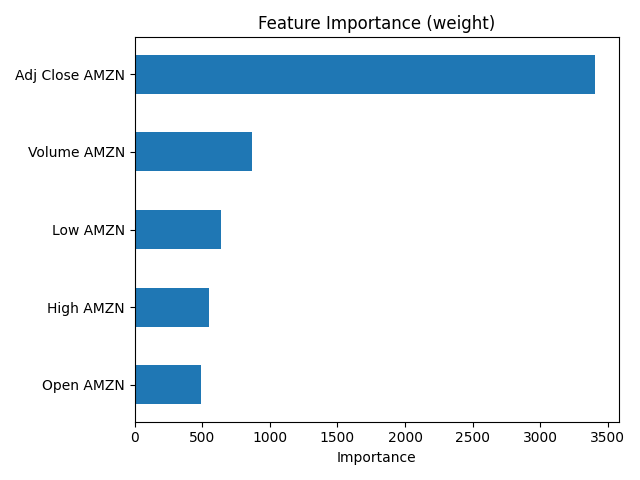 Feature Importance (weight)
Adj Close AMZN
Volume AMZN
Low AMZN
High AMZN
Open AMZN
0 500 1000 1500 2000 2500 3000 3500
Importance